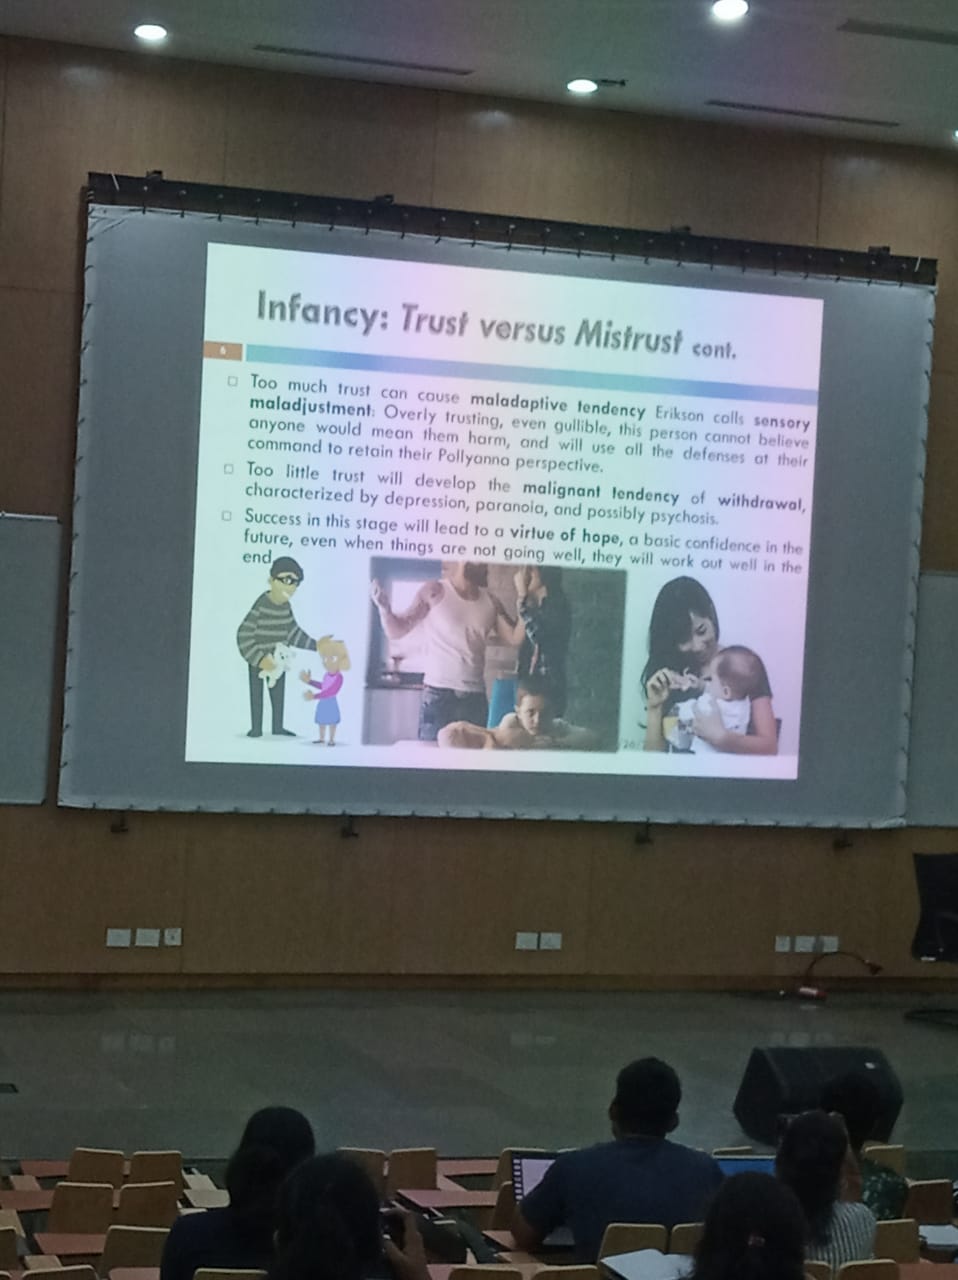 Infancy: Trust versus Mistrust cont.
6
Too much trust can cause maladaptive tendency Erikson calls sensory
maladjustment: Overly trusting, even gullible, this person cannot believe
anyone would mean them harm, and will use all the defenses at their
command to retain their Pollyanna perspective.
Too little trust will develop the malignant tendency of withdrawal,
characterized by depression, paranoia, and possibly psychosis.
Success in this stage will lead to a virtue of hope, a basic confidence in the
future, even when things are not going well, they will work out well in the
end